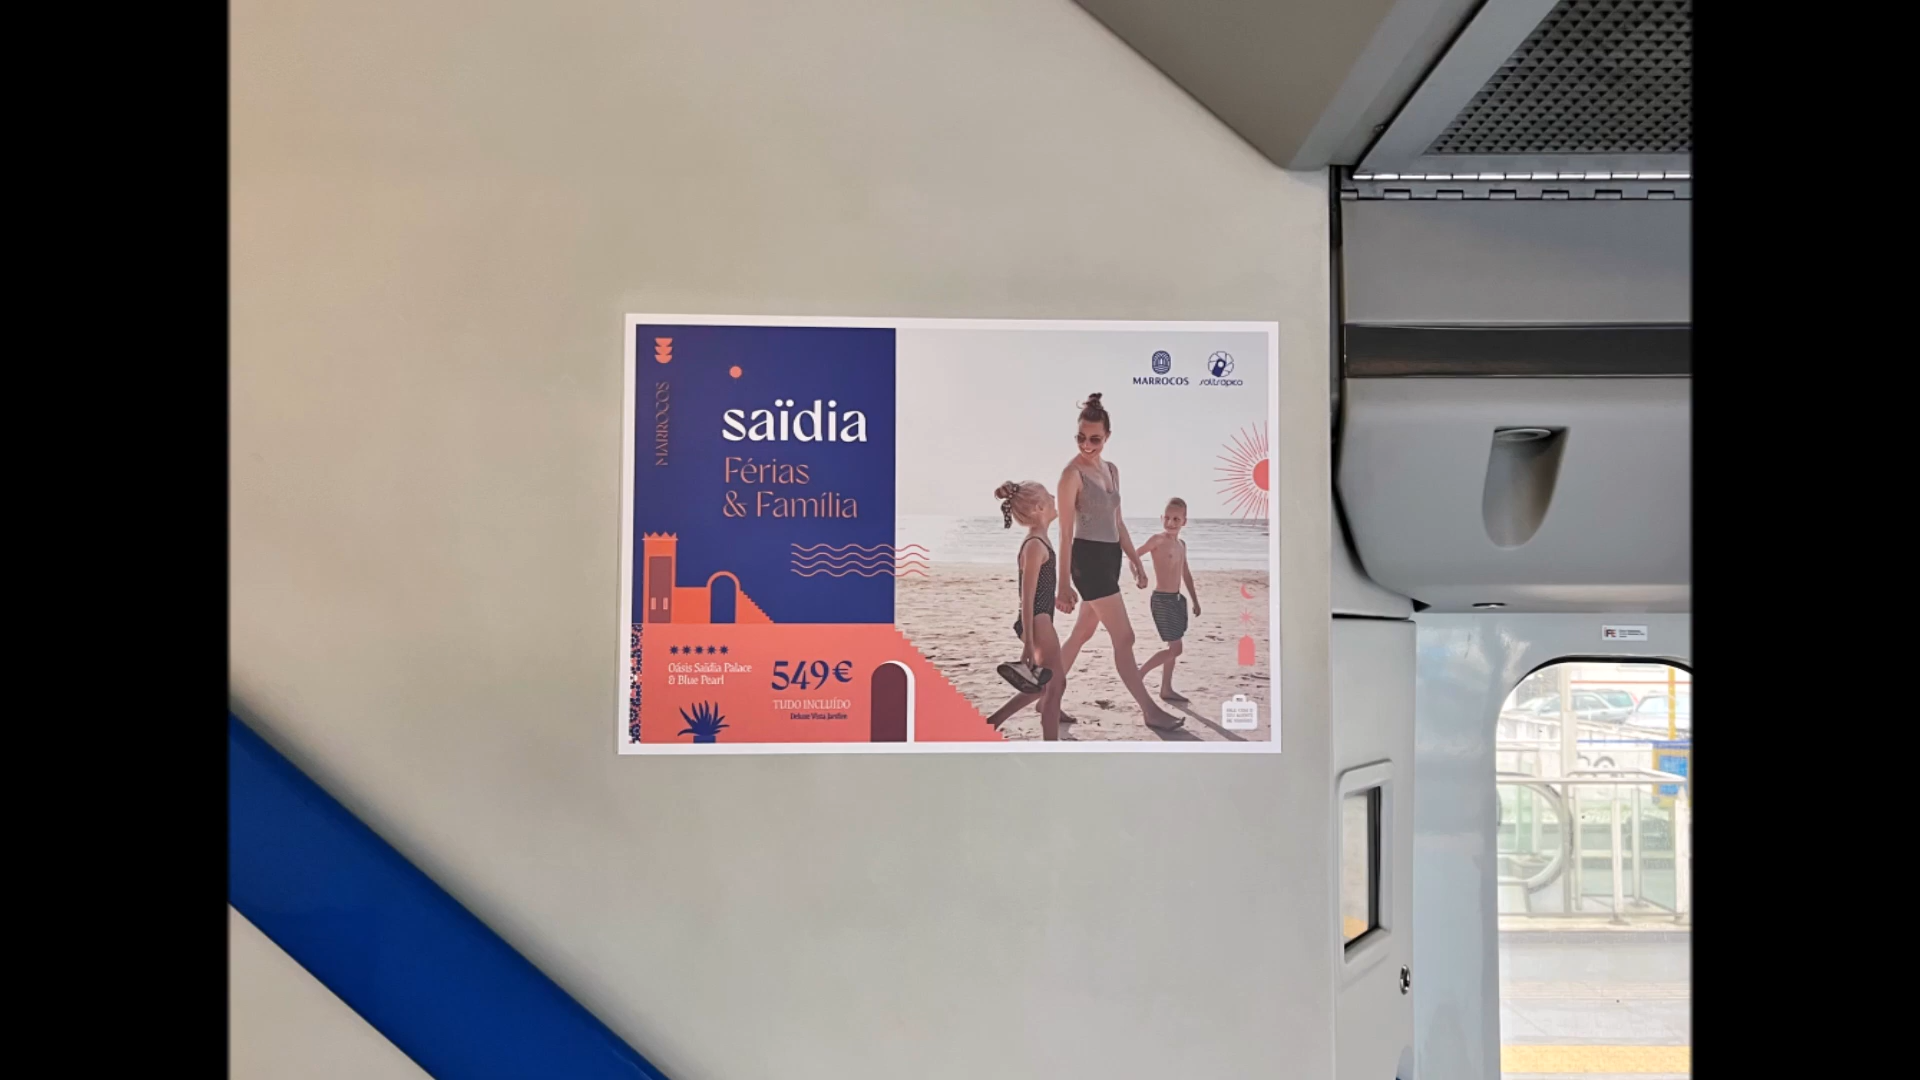 MARROCOS
saïdia
Férias
& Família
MARROCOS
soltrópico
Oásis Saïdia Palace
& Blue Pearl
549€
TUDO INCLUÍDO
Deluxe Vista Jardim